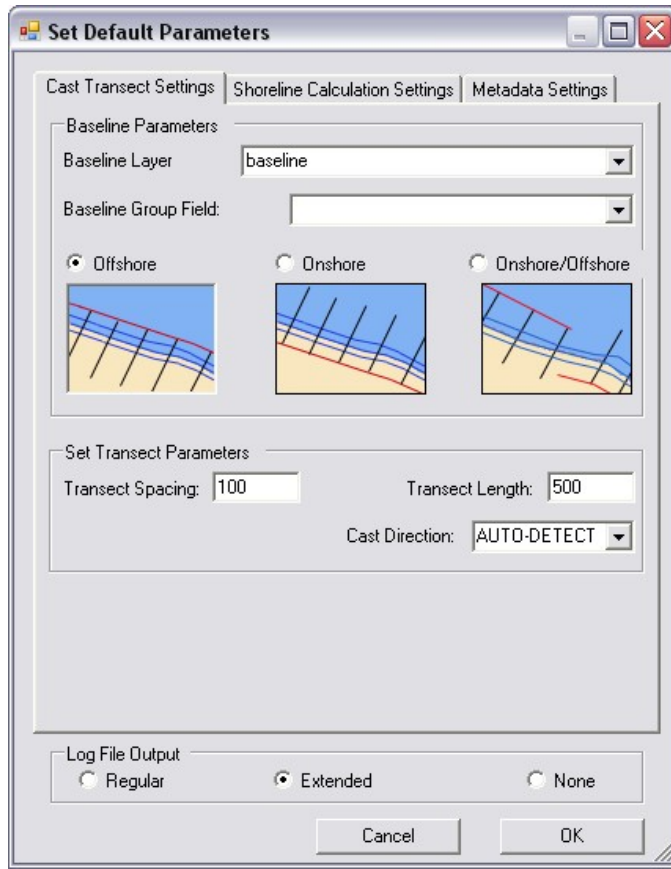 Set Default Parameters
Cast Transect Settings Shoreline Calculation Settings Metadata Settings
Baseline Parameters
Baseline Layer baseline
Baseline Group Field:
Offshore Onshore Onshore/Offshore
Set Transect Parameters
Transect Spacing: 100 Transect Length: 500
Cast Direction: AUTO-DETECT
Log File Output
Regular Extended None
Cancel OK